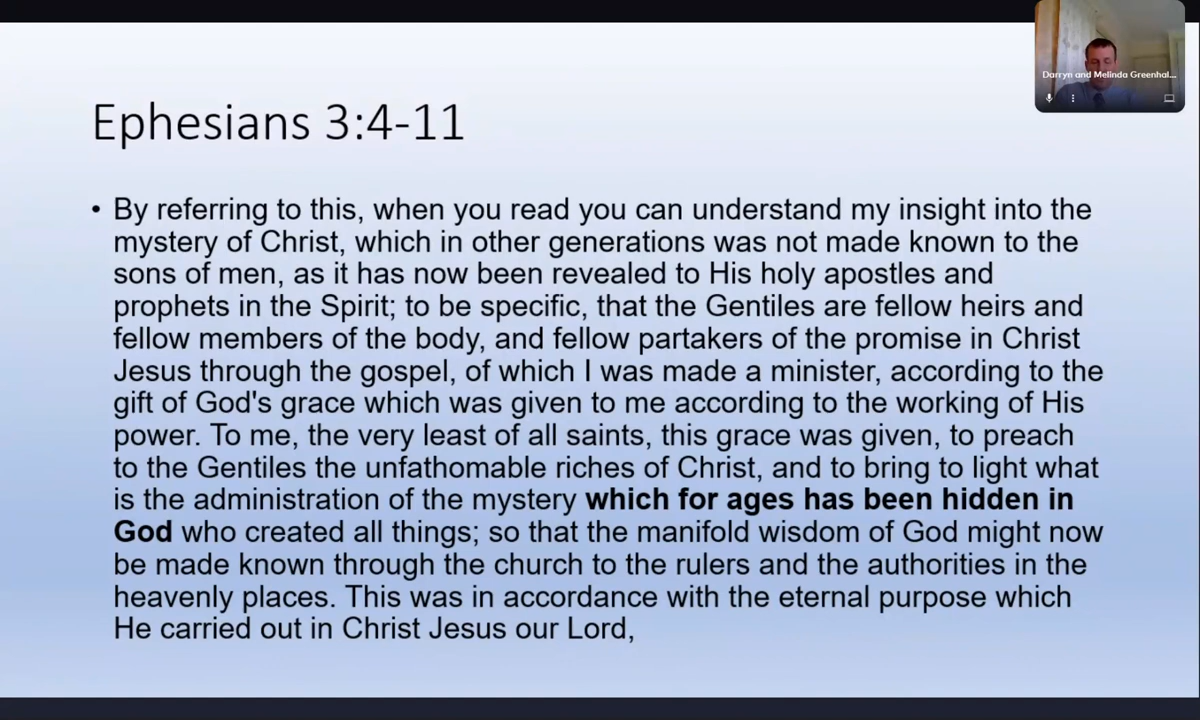 Darryn and Melinda Greenhal...
Ephesians 3:4-11
• By referring to this, when you read you can understand my insight into the
mystery of Christ, which in other generations was not made known to the
sons of men, as it has now been revealed to His holy apostles and
prophets in the Spirit; to be specific, that the Gentiles are fellow heirs and
fellow members of the body, and fellow partakers of the promise in Christ
Jesus through the gospel, of which I was made a minister, according to the
gift of God's grace which was given to me according to the working of His
power. To me, the very least of all saints, this grace was given, to preach
to the Gentiles the unfathomable riches of Christ, and to bring to light what
is the administration of the mystery which for ages has been hidden in
God who created all things; so that the manifold wisdom of God might now
be made known through the church to the rulers and the authorities in the
heavenly places. This was in accordance with the eternal purpose which
He carried out in Christ Jesus our Lord,